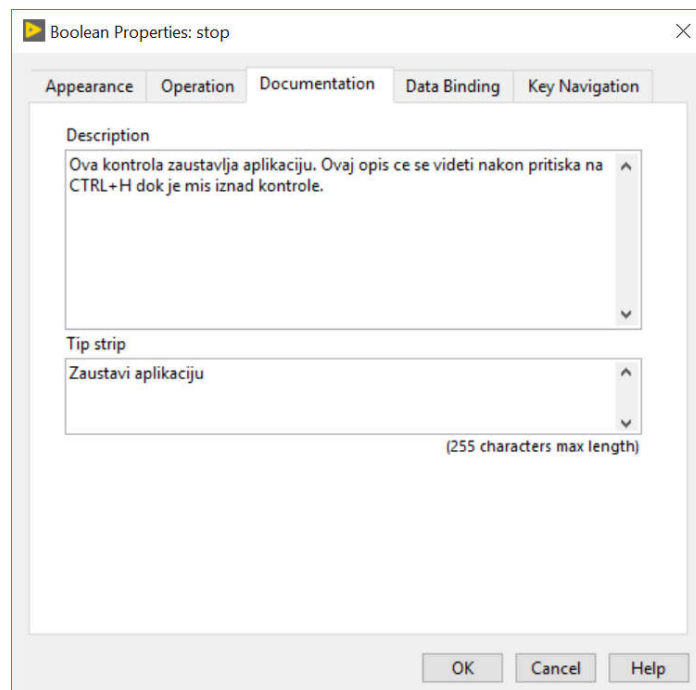 Boolean Properties: stop
Appearance Operation Documentation Data Binding Key Navigation
Description
Ova kontrola zaustavlja aplikaciju. Ovaj opis ce se videti nakon pritiska na
CTRL+H dok je mis iznad kontrole.
Tip strip
Zaustavi aplikaciju
(255 characters max length)
OK Cancel Help